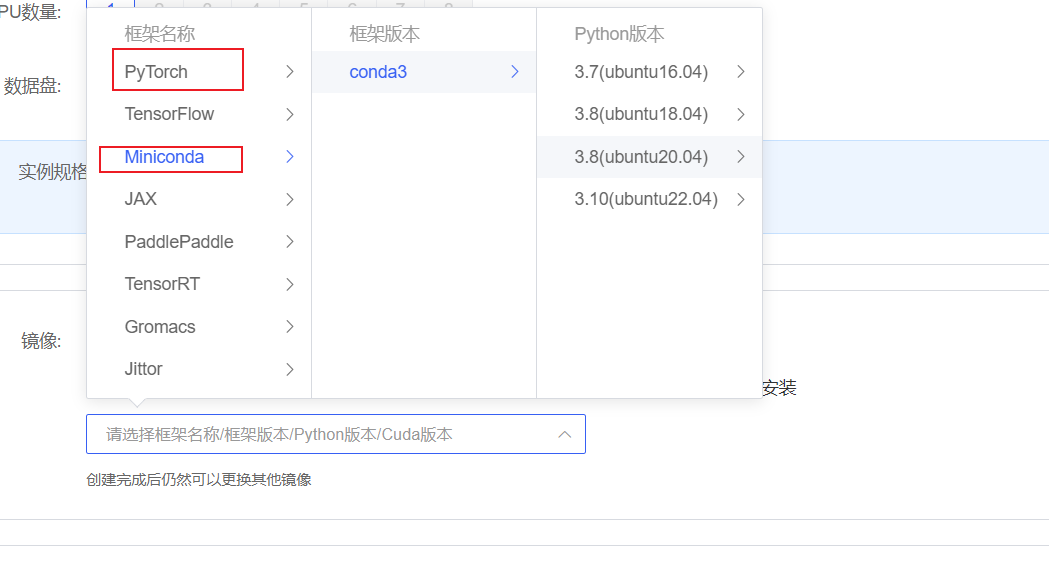 PU数量:
框架名称
框架版本
Python版本
PyTorch
conda3
3.7(ubuntu16.04)
数据盘:
TensorFlow
3.8(ubuntu18.04)
Miniconda
3.8(ubuntu20.04)
实例规格
JAX
3.10(ubuntu22.04)
PaddlePaddle
TensorRT
Gromacs
镜像:
Jittor
安装
请选择框架名称/框架版本/Python版本/Cuda版本
创建完成后仍然可以更换其他镜像